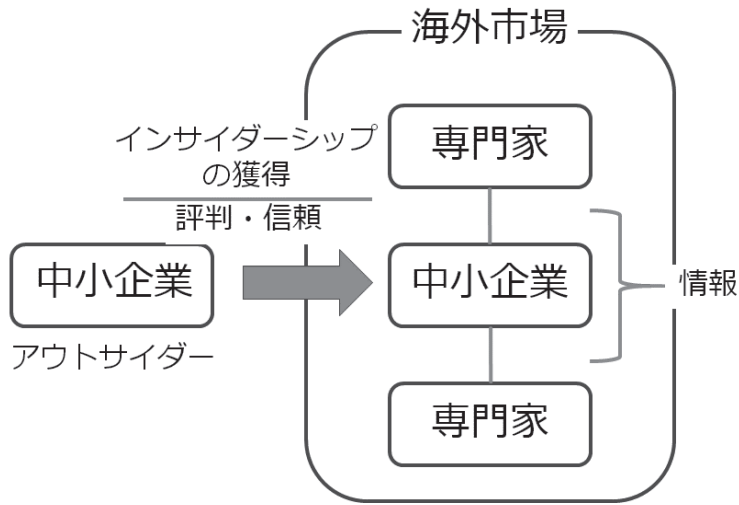 海外市場
インサイダーシップ
の獲得
評判・信頼
中小企業
アウトサイダー
専門家
中小企業
専門家
情報